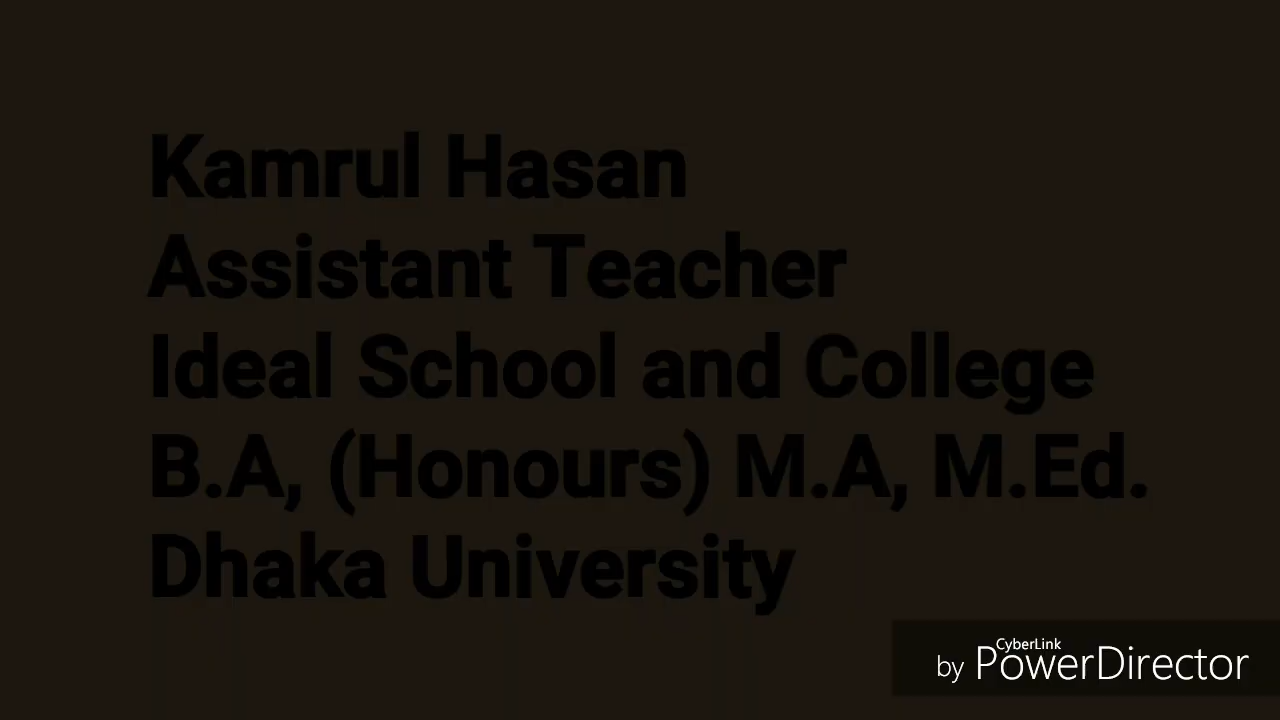 Kamrul Hasan
Assistant Teacher
Ideal School and College
B.A, (Honours) M.A, M.Ed.
Dhaka University
by CyberLink PowerDirector